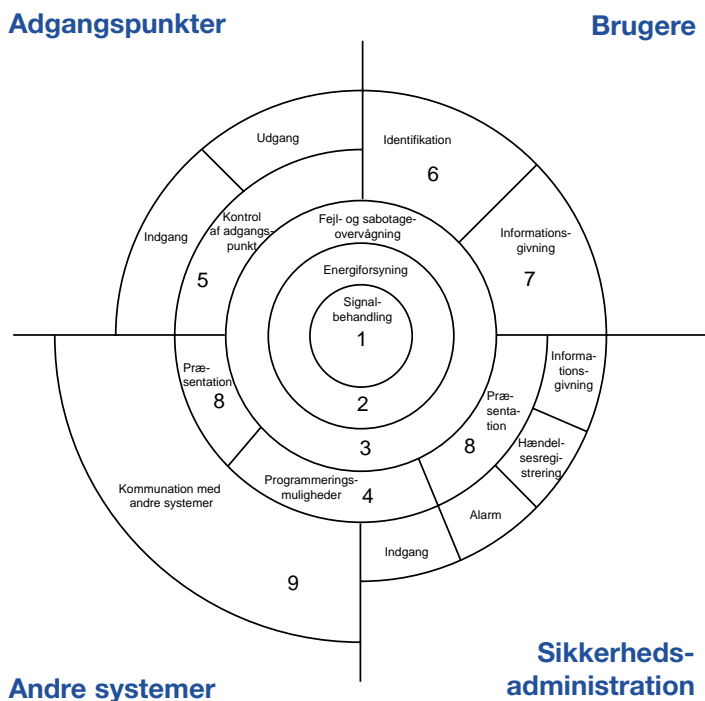 Adgangspunkter
Brugere
Udgang
Identifikation
6
Indgang
Kontrol
af adgangs-
punkt
5
Fejl- og sabotage-
overvågning
Informations-
givning
7
Energiforsyning
Signal-
behandling
1
2
3
Præ-
sentation
8
Præ-
senta-
tion
8
Informa-
tions-
givning
Hændel-
sesregi-
strering
Alarm
Programmerings-
muligheder
4
Indgang
Kommunation med
andre systemer
9
Andre systemer
Sikkerheds-
administration